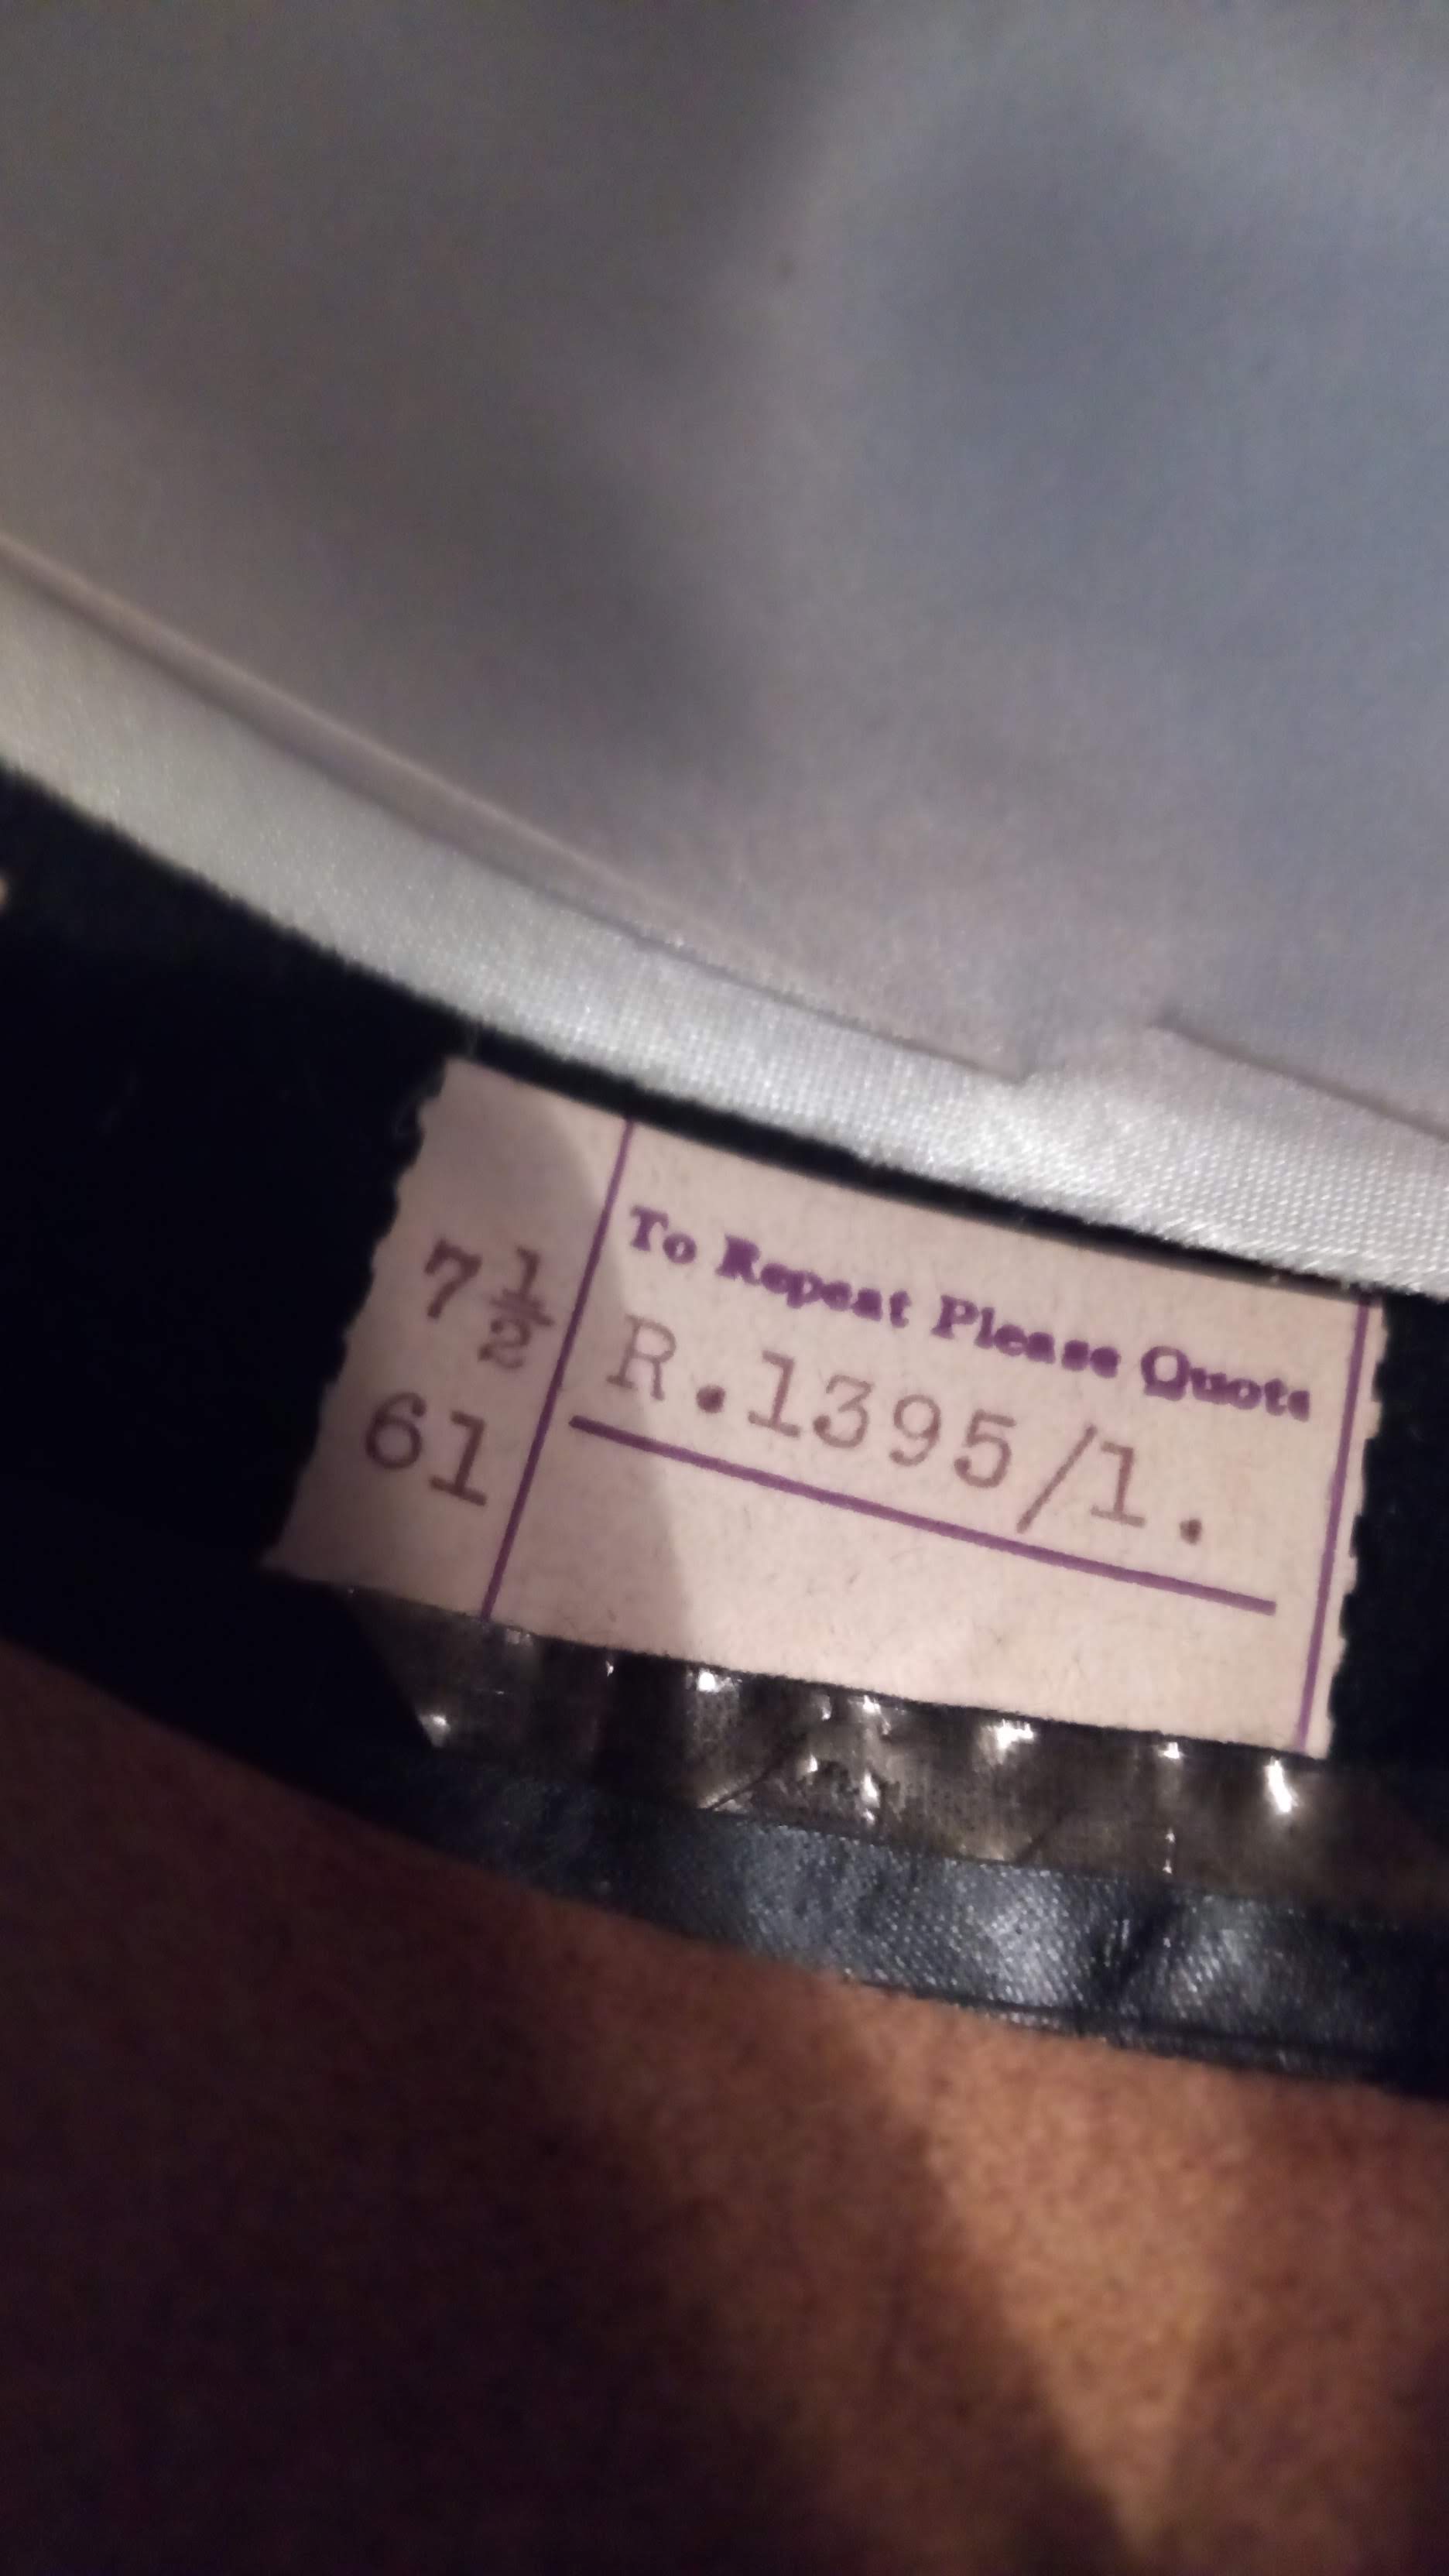 To Repeat Please Quote
7½ R.1395/1.
61